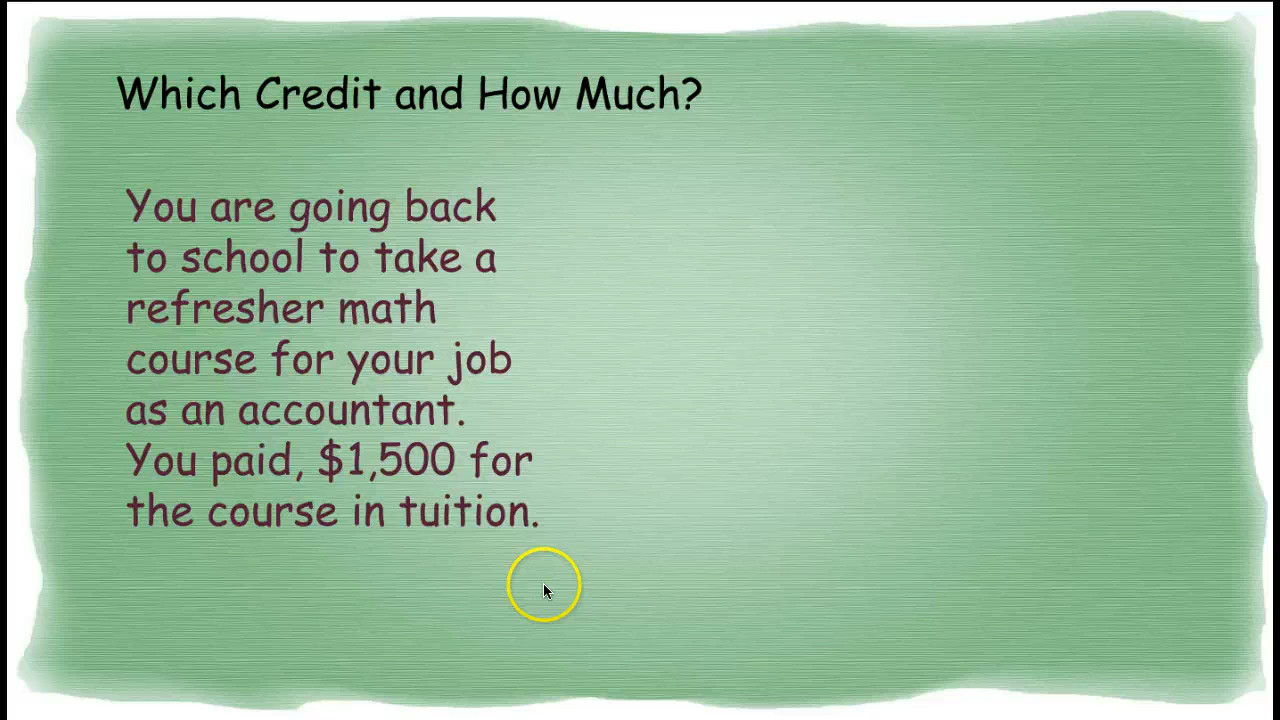 Which Credit and How Much?
You are going back
to school to take a
refresher math
course for your job
as an accountant.
You paid, $1,500 for
the course in tuition.